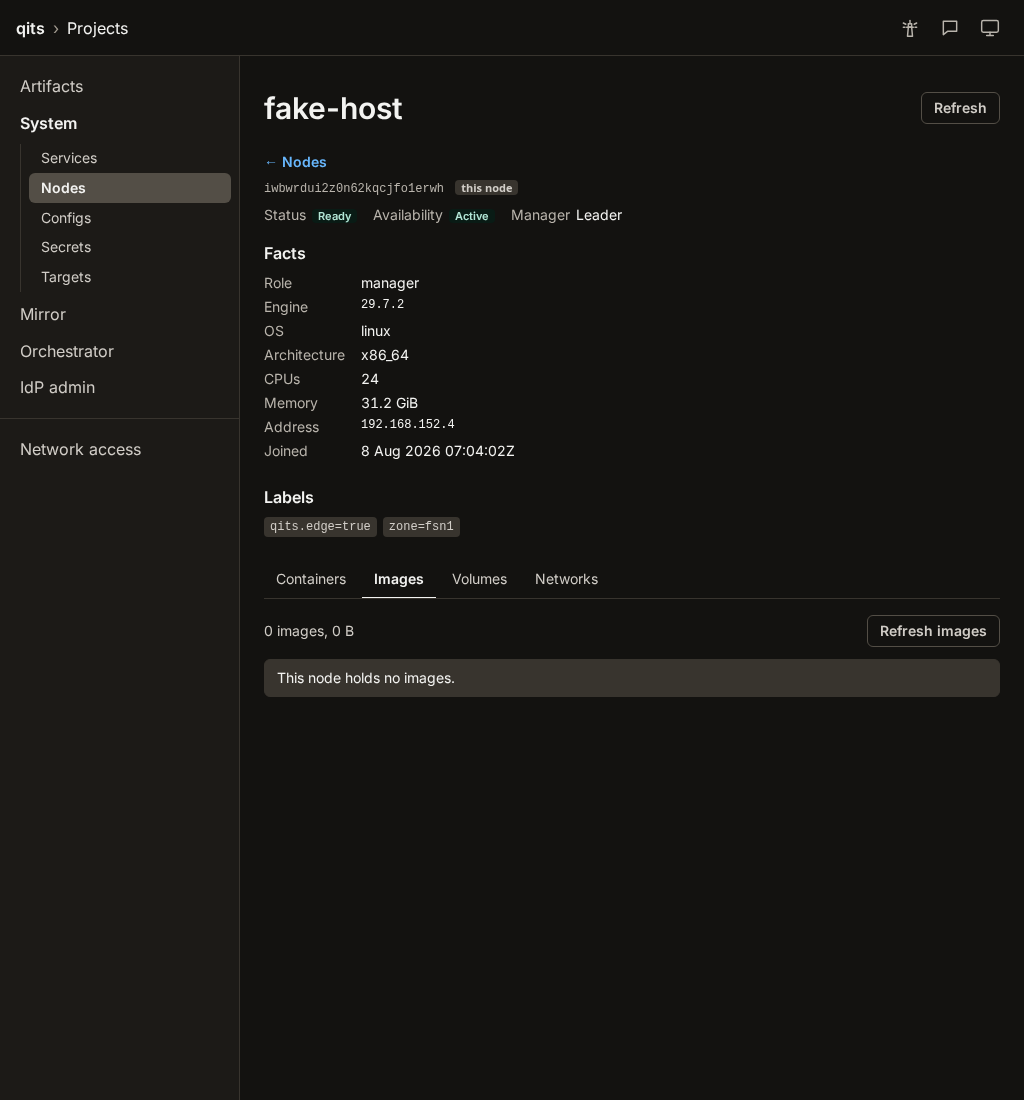 qits › Projects
Artifacts
System
Services
Nodes
Configs
Secrets
Targets
Mirror
Orchestrator
IdP admin
Network access
fake-host
Refresh
← Nodes
iwbwrdui2z0n62kqcjfo1erwh this node
Status Ready Availability Active Manager Leader
Facts
Role manager
Engine 29.7.2
OS linux
Architecture x86_64
CPUs 24
Memory 31.2 GiB
Address 192.168.152.4
Joined 8 Aug 2026 07:04:02Z
Labels
qits.edge=true zone=fsn1
Containers Images Volumes Networks
0 images, 0 B
Refresh images
This node holds no images.